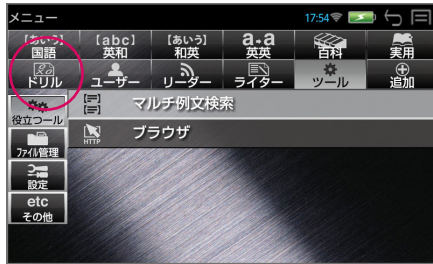 メニュー 17:54
[あいう] [abc] [あいう] a-a
国語 英和 和英 英英 百科 実用
ドリル ユーザー リーダー ライター ツール 追加
役立つツール
マルチ例文検索
HTTP ブラウザ
ファイル管理
設定
etc
その他